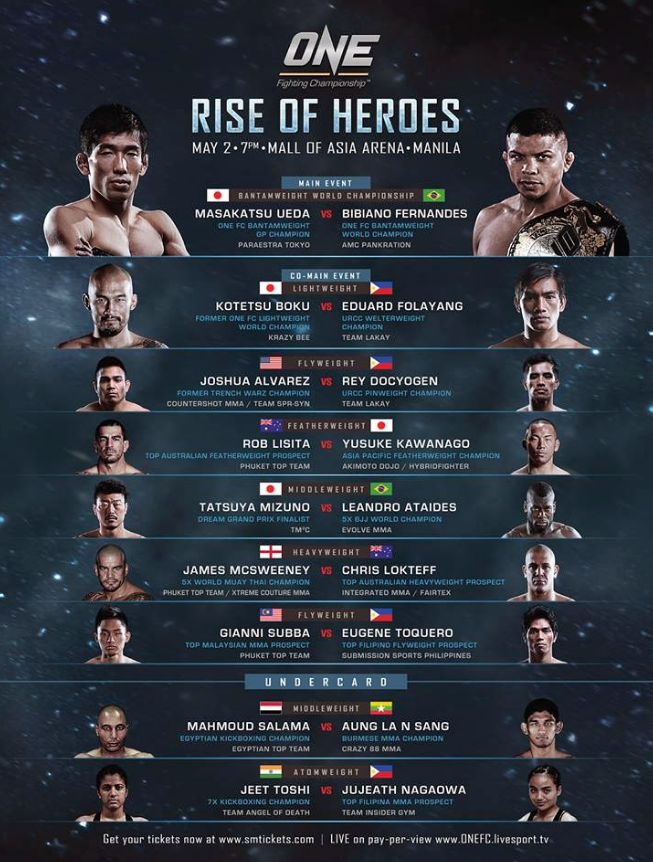 ONE
Fighting Championship™
RISE OF HEROES
MAY 2 • 7PM • MALL OF ASIA ARENA • MANILA
MAIN EVENT
BANTAMWEIGHT WORLD CHAMPIONSHIP
MASAKATSU UEDA VS BIBIANO FERNANDES
ONE FC BANTAMWEIGHT ONE FC BANTAMWEIGHT
GP CHAMPION WORLD CHAMPION
PARAESTRA TOKYO AMC PANKRATION
CO-MAIN EVENT
LIGHTWEIGHT
KOTETSU BOKU VS EDUARD FOLAYANG
FORMER ONE FC LIGHTWEIGHT URCC WELTERWEIGHT
WORLD CHAMPION CHAMPION
KRAZY BEE TEAM LAKAY
FLYWEIGHT
JOSHUA ALVAREZ VS REY DOCYOGEN
FORMER TRENCH WARZ CHAMPION URCC PINWEIGHT CHAMPION
COUNTERSHOT MMA / TEAM SPR-SYN TEAM LAKAY
FEATHERWEIGHT
ROB LISITA VS YUSUKE KAWANAGO
TOP AUSTRALIAN FEATHERWEIGHT PROSPECT ASIA PACIFIC FEATHERWEIGHT CHAMPION
PHUKET TOP TEAM AKIMOTO DOJO / HYBRIDFIGHTER
MIDDLEWEIGHT
TATSUYA MIZUNO VS LEANDRO ATAIDES
DREAM GRAND PRIX FINALIST 5X BJJ WORLD CHAMPION
EVOLVE MMA
HEAVYWEIGHT
JAMES MCSWEENEY VS CHRIS LOKTEFF
5X WORLD MUAY THAI CHAMPION TOP AUSTRALIAN HEAVYWEIGHT PROSPECT
PHUKET TOP TEAM / XTREME COUTURE MMA INTEGRATED MMA / FAIRTEX
FLYWEIGHT
GIANNI SUBBA VS EUGENE TOQUERO
TOP MALAYSIAN MMA PROSPECT TOP FILIPINO FLYWEIGHT PROSPECT
PHUKET TOP TEAM SUBMISSION SPORTS PHILIPPINES
UNDERCARD
MIDDLEWEIGHT
MAHMOUD SALAMA VS AUNG LA N SANG
EGYPTIAN KICKBOXING CHAMPION BURMESE MMA CHAMPION
EGYPTIAN TOP TEAM CRAZY 88 MMA
ATOMWEIGHT
JEET TOSHI VS JUJEATH NAGAOWA
7X KICKBOXING CHAMPION TOP FILIPINA MMA PROSPECT
TEAM ANGEL OF DEATH TEAM INSIDER GYM
Get your tickets now at www.smtickets.com | LIVE on pay-per-view www.ONEFC.livesport.tv